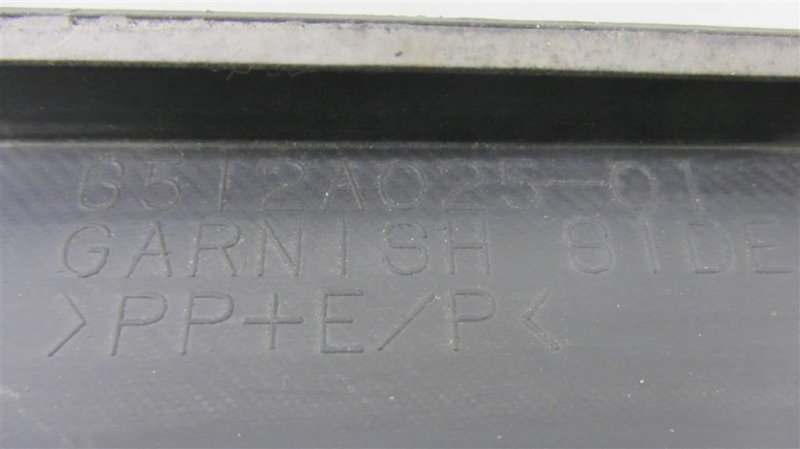 6512A025-01
GARNISH SIDE
>PP+E/P<